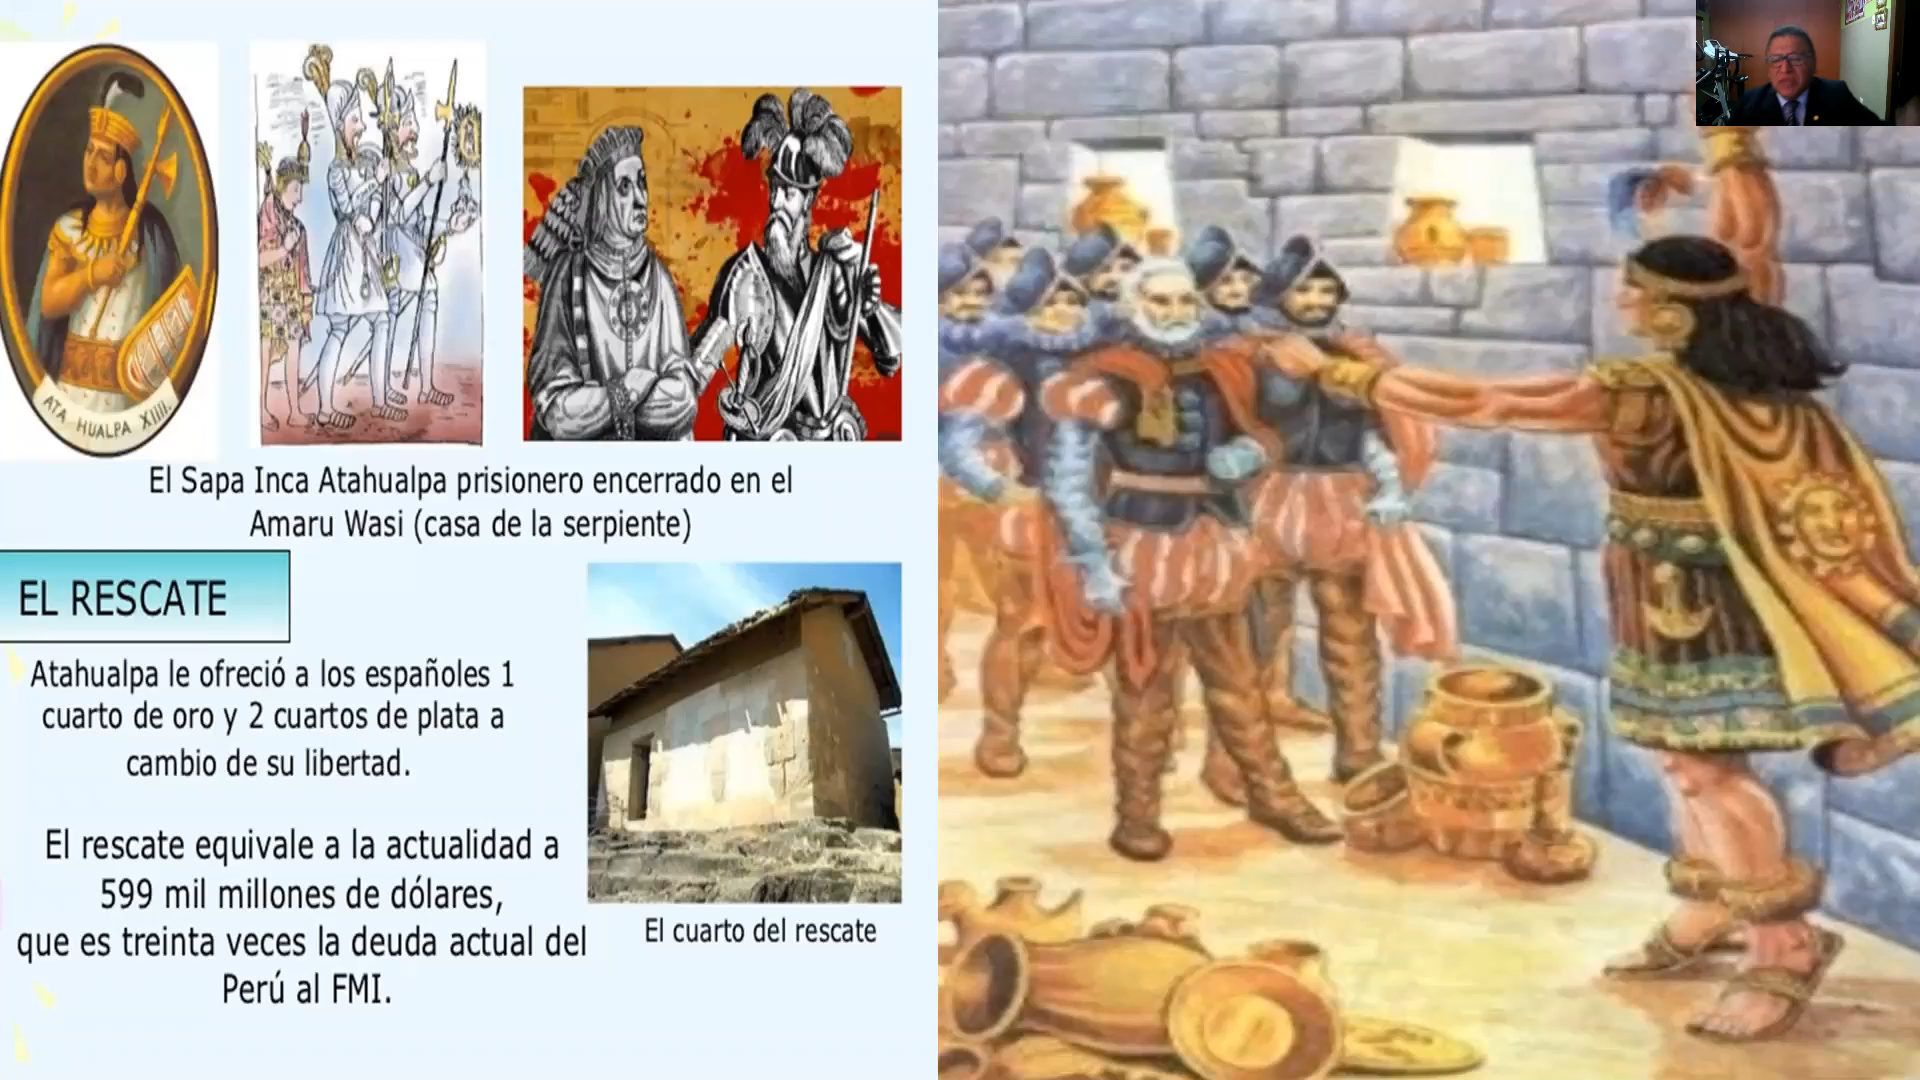 ATA HUALPA XIIII.
El Sapa Inca Atahualpa prisionero encerrado en el
Amaru Wasi (casa de la serpiente)
EL RESCATE
Atahualpa le ofreció a los españoles 1
cuarto de oro y 2 cuartos de plata a
cambio de su libertad.
El rescate equivale a la actualidad a
599 mil millones de dólares,
que es treinta veces la deuda actual del
Perú al FMI.
El cuarto del rescate